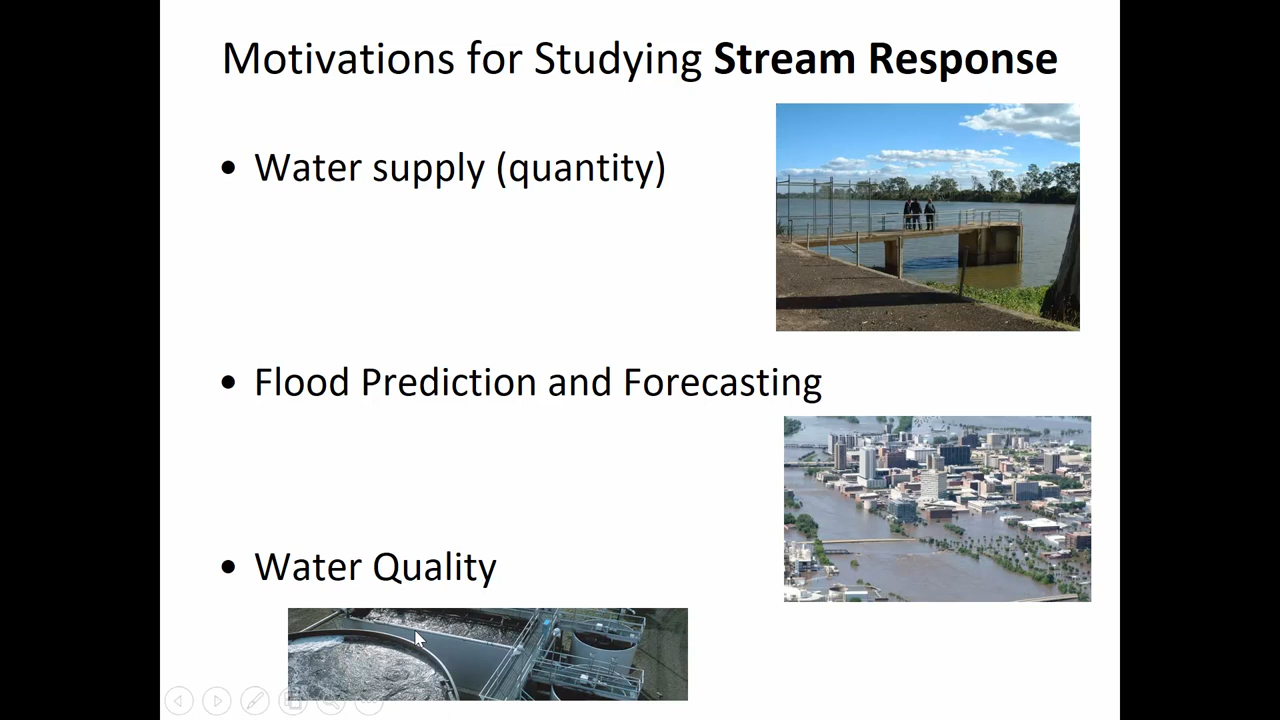 Motivations for Studying Stream Response
• Water supply (quantity)
• Flood Prediction and Forecasting
• Water Quality